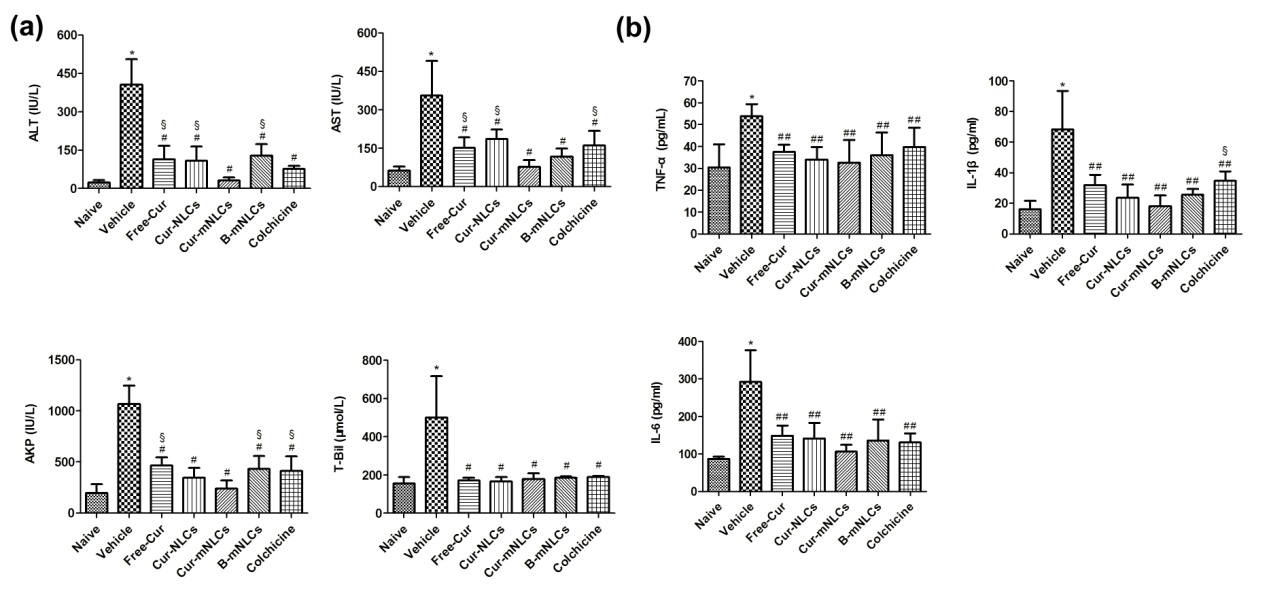 (a)
ALT (IU/L)
600
450
300
150
0
*
§
#
§
#
#
§
#
#
Naive
Vehicle
Free-Cur
Cur-NLCs
Cur-mNLCs
B-mNLCs
Colchicine
AST (IU/L)
600
450
300
150
0
*
§
#
§
#
#
#
§
#
Naive
Vehicle
Free-Cur
Cur-NLCs
Cur-mNLCs
B-mNLCs
Colchicine
AKP (IU/L)
1500
1000
500
0
*
§
#
#
#
§
#
§
#
Naive
Vehicle
Free-Cur
Cur-NLCs
Cur-mNLCs
B-mNLCs
Colchicine
T-Bil (μmol/L)
800
600
400
200
0
*
#
#
#
#
#
Naive
Vehicle
Free-Cur
Cur-NLCs
Cur-mNLCs
B-mNLCs
Colchicine
(b)
TNF-α (pg/mL)
70
60
50
40
30
20
10
0
*
##
##
##
##
##
Naive
Vehicle
Free-Cur
Cur-NLCs
Cur-mNLCs
B-mNLCs
Colchicine
IL-1β (pg/ml)
100
80
60
40
20
0
*
##
##
##
##
§
##
Naive
Vehicle
Free-Cur
Cur-NLCs
Cur-mNLCs
B-mNLCs
Colchicine
IL-6 (pg/ml)
400
300
200
100
0
*
##
##
##
##
##
Naive
Vehicle
Free-Cur
Cur-NLCs
Cur-mNLCs
B-mNLCs
Colchicine